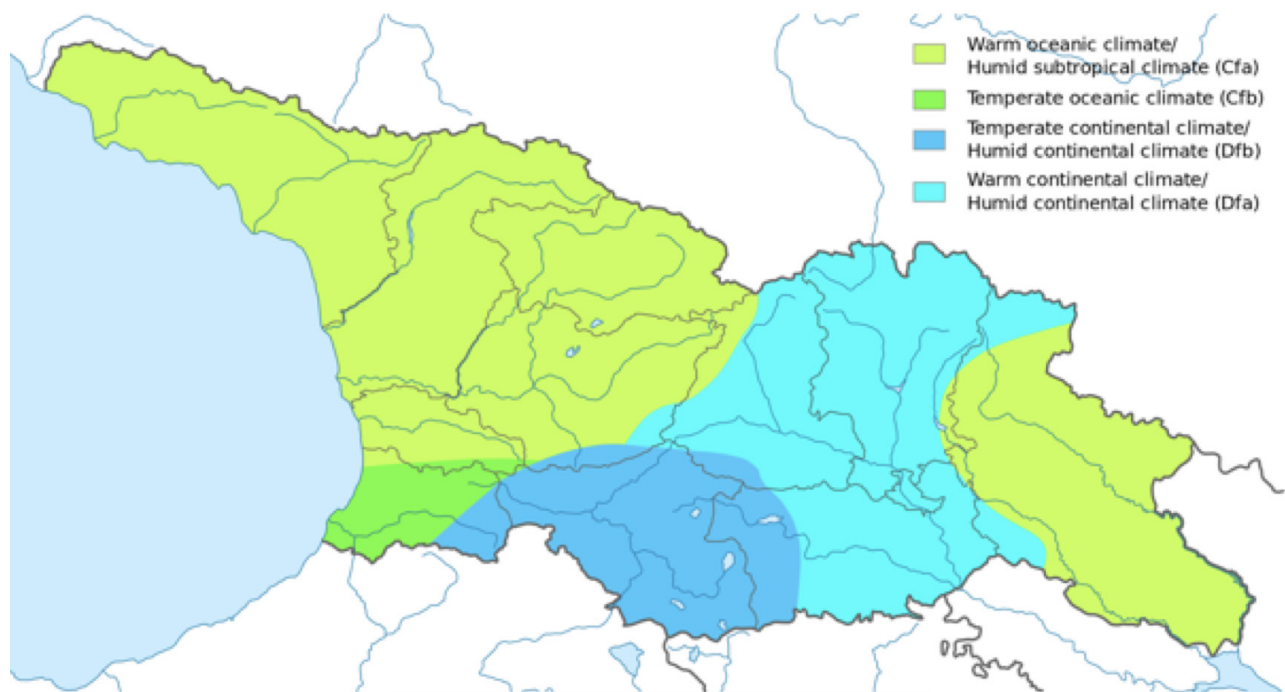 Warm oceanic climate/
Humid subtropical climate (Cfa)
Temperate oceanic climate (Cfb)
Temperate continental climate/
Humid continental climate (Dfb)
Warm continental climate/
Humid continental climate (Dfa)